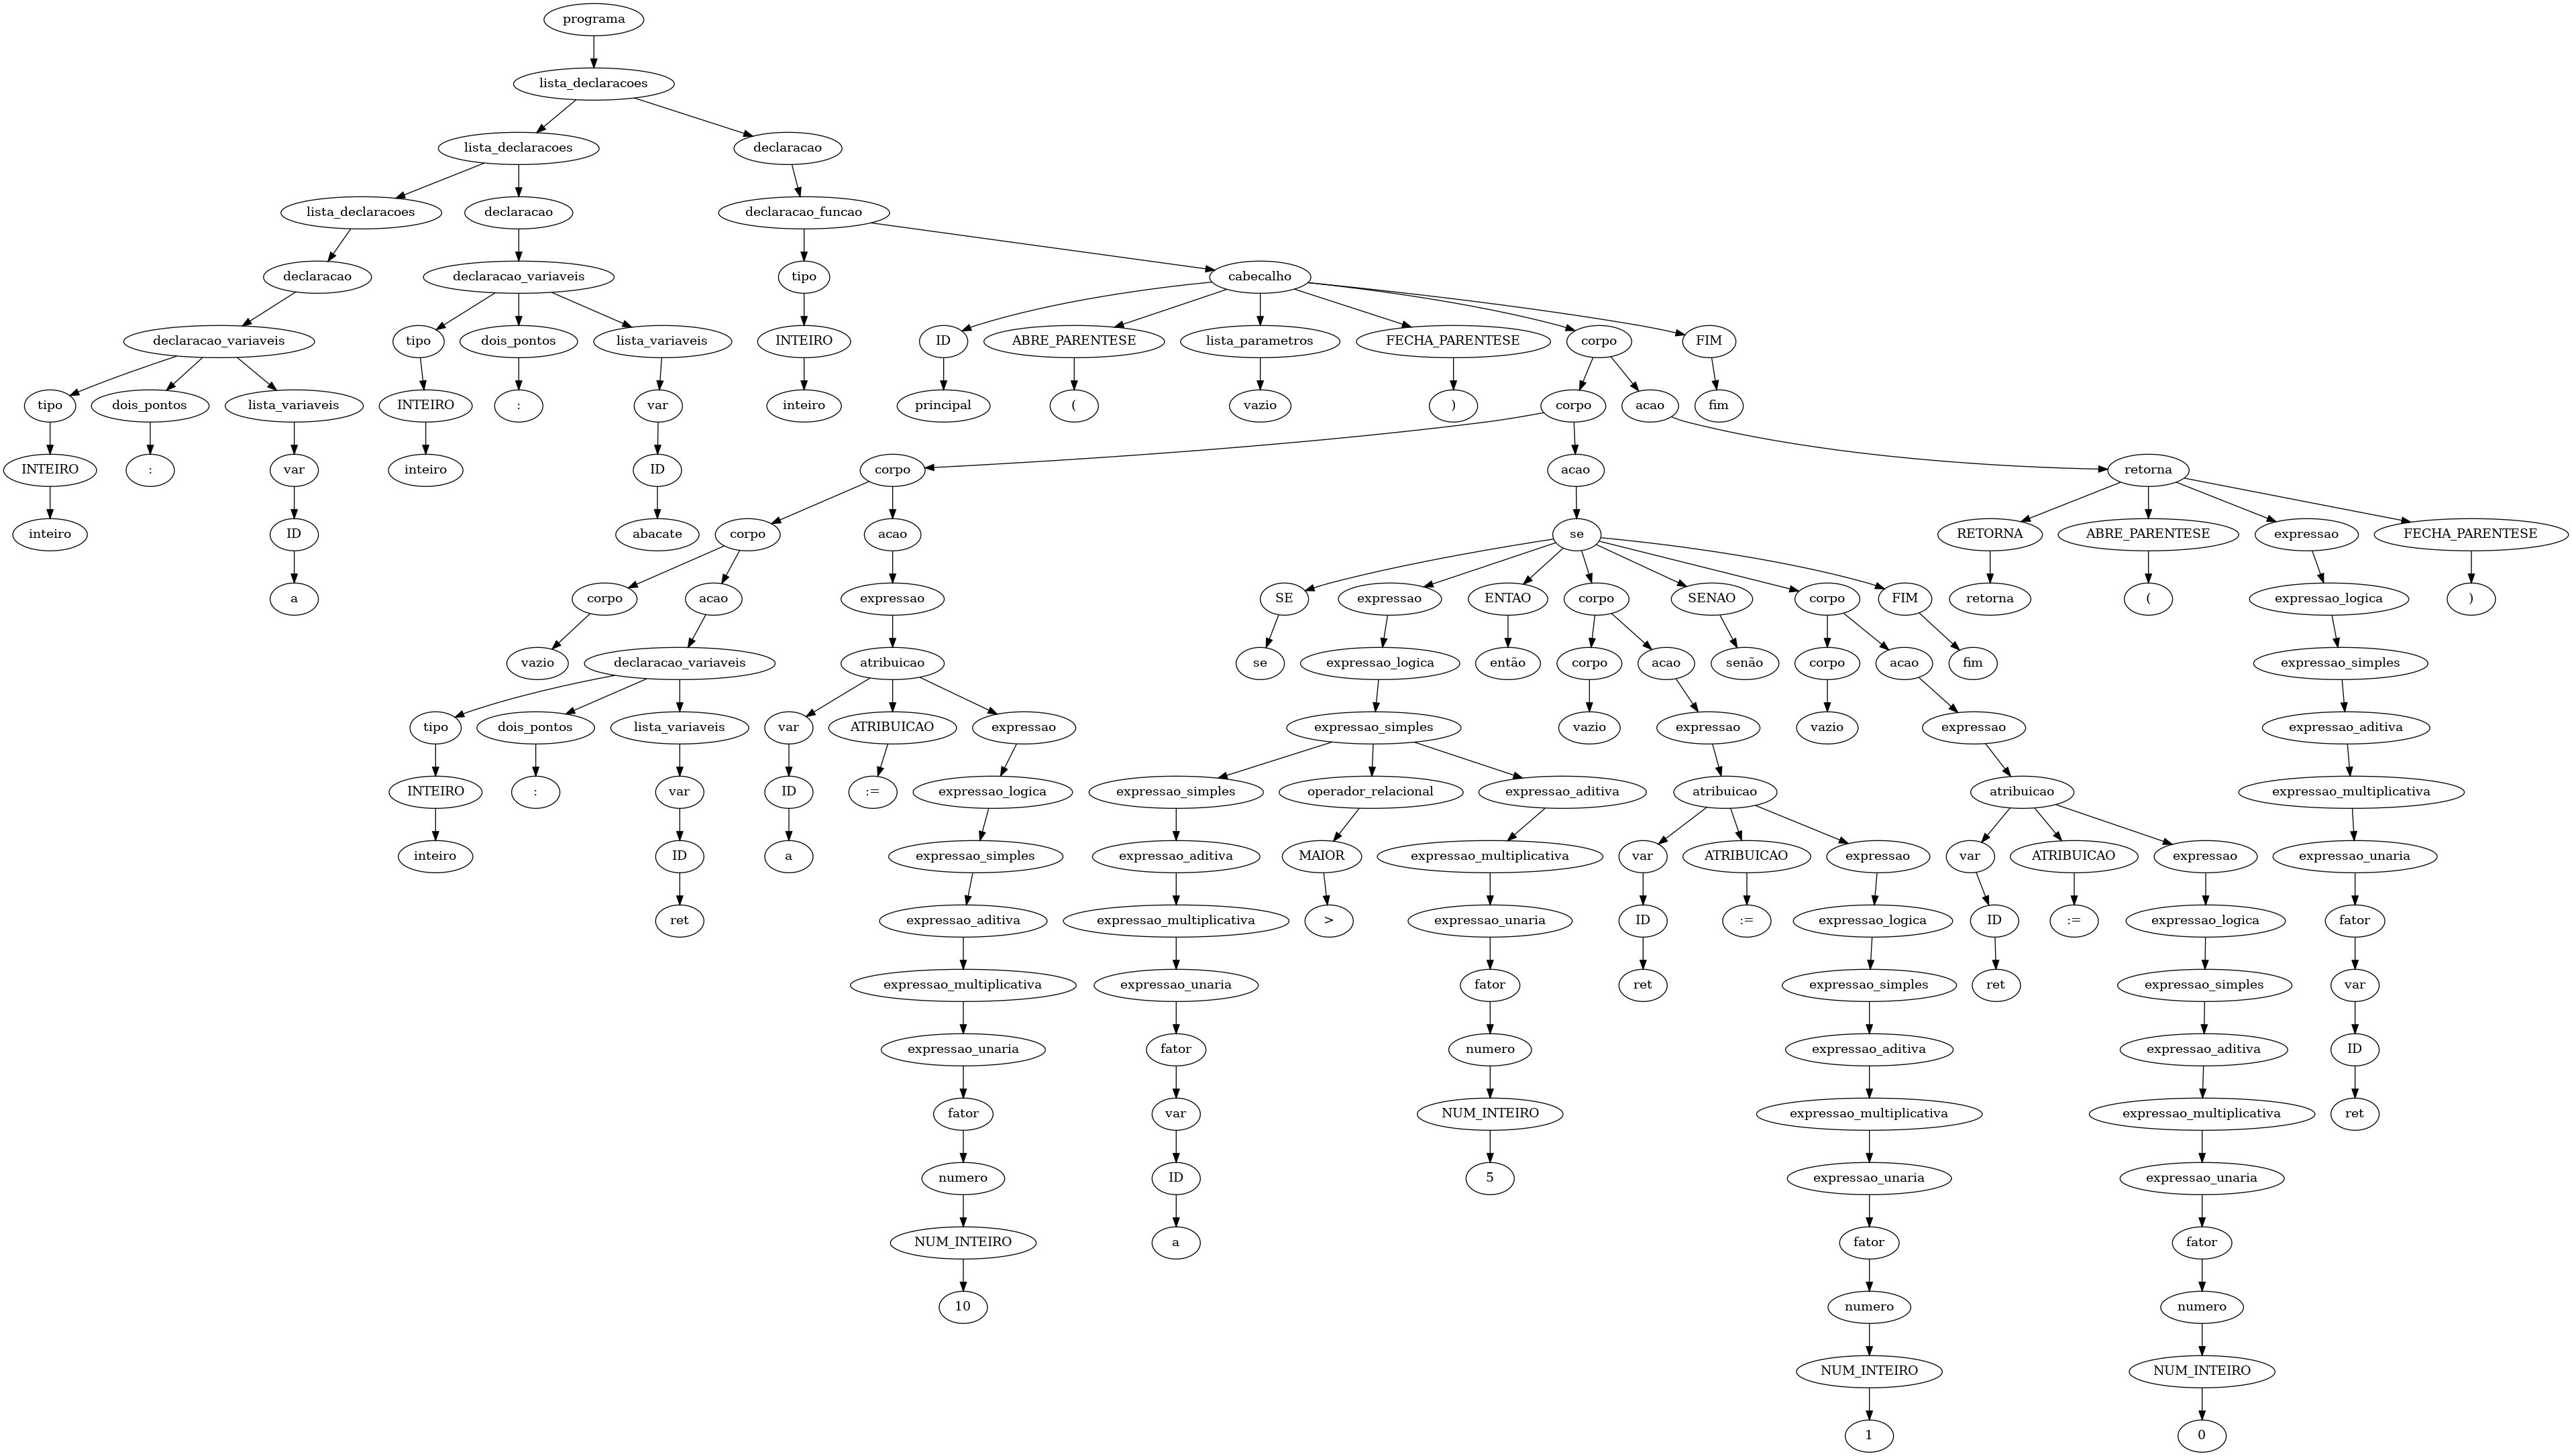 programa
lista_declaracoes
lista_declaracoes declaracao
lista_declaracoes declaracao declaracao_funcao
declaracao declaracao_variaveis tipo cabecalho
declaracao_variaveis tipo dois_pontos lista_variaveis INTEIRO ID ABRE_PARENTESE lista_parametros FECHA_PARENTESE corpo FIM
tipo dois_pontos lista_variaveis INTEIRO : var inteiro principal ( vazio ) corpo acao fim
INTEIRO : var inteiro ID corpo acao retorna
inteiro ID abacate corpo acao se RETORNA ABRE_PARENTESE expressao FECHA_PARENTESE
a corpo acao expressao SE expressao ENTAO corpo SENAO corpo FIM retorna ( expressao_logica )
vazio declaracao_variaveis atribuicao se expressao_logica então corpo acao senão corpo acao fim expressao_simples
tipo dois_pontos lista_variaveis var ATRIBUICAO expressao expressao_simples vazio expressao vazio expressao expressao_aditiva
INTEIRO : var ID := expressao_logica expressao_simples operador_relacional expressao_aditiva atribuicao atribuicao expressao_multiplicativa
inteiro ID a expressao_simples expressao_aditiva MAIOR expressao_multiplicativa var ATRIBUICAO expressao var ATRIBUICAO expressao expressao_unaria
ret expressao_aditiva expressao_multiplicativa > expressao_unaria ID := expressao_logica ID := expressao_logica fator
expressao_multiplicativa expressao_unaria fator ret expressao_simples ret expressao_simples var
expressao_unaria fator numero expressao_aditiva expressao_aditiva ID
fator var NUM_INTEIRO expressao_multiplicativa expressao_multiplicativa ret
numero ID 5 expressao_unaria expressao_unaria
NUM_INTEIRO a fator fator
10 numero numero
NUM_INTEIRO NUM_INTEIRO
1 0